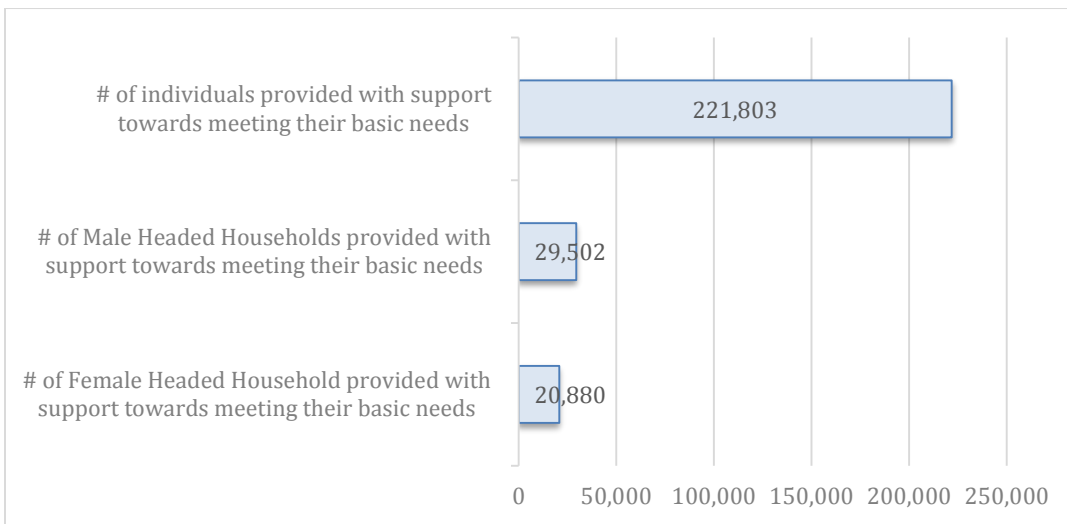 # of individuals provided with support
towards meeting their basic needs
221,803
# of Male Headed Households provided with
support towards meeting their basic needs
29,502
# of Female Headed Household provided with
support towards meeting their basic needs
20,880
0 50,000 100,000 150,000 200,000 250,000